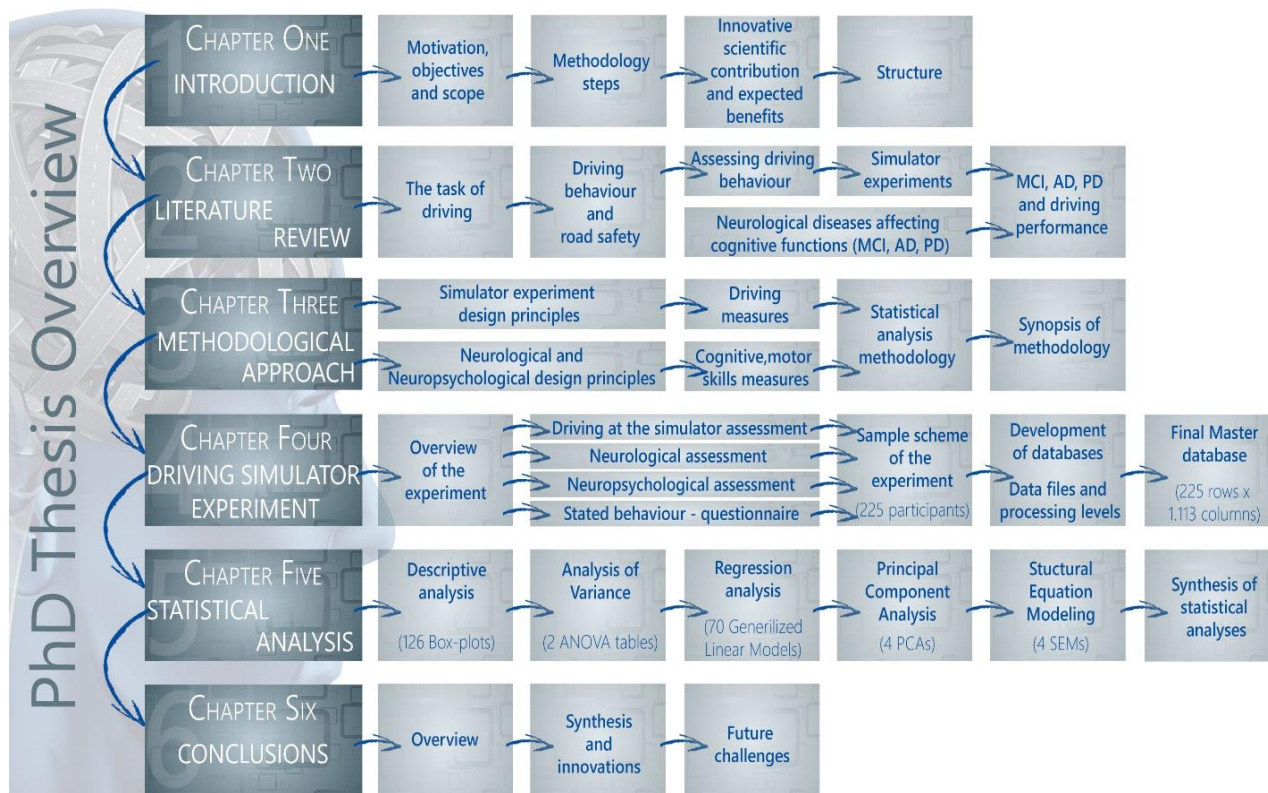 PhD Thesis Overview
1
CHAPTER ONE
INTRODUCTION
Motivation,
objectives
and scope
Methodology
steps
Innovative
scientific
contribution
and expected
benefits
Structure
2
CHAPTER TWO
LITERATURE
REVIEW
The task of
driving
Driving
behaviour
and
road safety
Assessing driving
behaviour
Simulator
experiments
Neurological diseases affecting
cognitive functions (MCI, AD, PD)
MCI, AD, PD
and driving
performance
3
CHAPTER THREE
METHODOLOGICAL
APPROACH
Simulator experiment
design principles
Driving
measures
Neurological and
Neuropsychological design principles
Cognitive,motor
skills measures
Statistical
analysis
methodology
Synopsis of
methodology
4
CHAPTER FOUR
DRIVING SIMULATOR
EXPERIMENT
Overview
of the
experiment
Driving at the simulator assessment
Neurological assessment
Neuropsychological assessment
Stated behaviour - questionnaire
Sample scheme
of the
experiment
(225 participants)
Development
of databases
Data files and
processing levels
Final Master
database
(225 rows x
1.113 columns)
5
CHAPTER FIVE
STATISTICAL
ANALYSIS
Descriptive
analysis
(126 Box-plots)
Analysis of
Variance
(2 ANOVA tables)
Regression
analysis
(70 Generilized
Linear Models)
Principal
Component
Analysis
(4 PCAs)
Stuctural
Equation
Modeling
(4 SEMs)
Synthesis of
statistical
analyses
6
CHAPTER SIX
CONCLUSIONS
Overview
Synthesis
and
innovations
Future
challenges